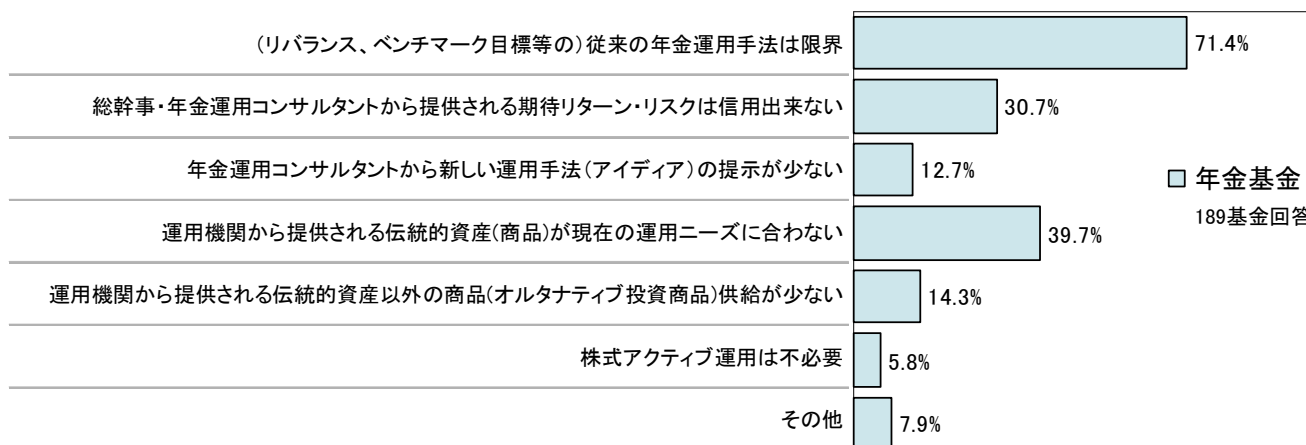 （リバランス、ベンチマーク目標等の）従来の年金運用手法は限界
71.4%
総幹事・年金運用コンサルタントから提供される期待リターン・リスクは信用出来ない
30.7%
年金運用コンサルタントから新しい運用手法（アイディア）の提示が少ない
12.7%
運用機関から提供される伝統的資産(商品)が現在の運用ニーズに合わない
39.7%
運用機関から提供される伝統的資産以外の商品(オルタナティブ投資商品)供給が少ない
14.3%
株式アクティブ運用は不必要
5.8%
その他
7.9%
年金基金
189基金回答